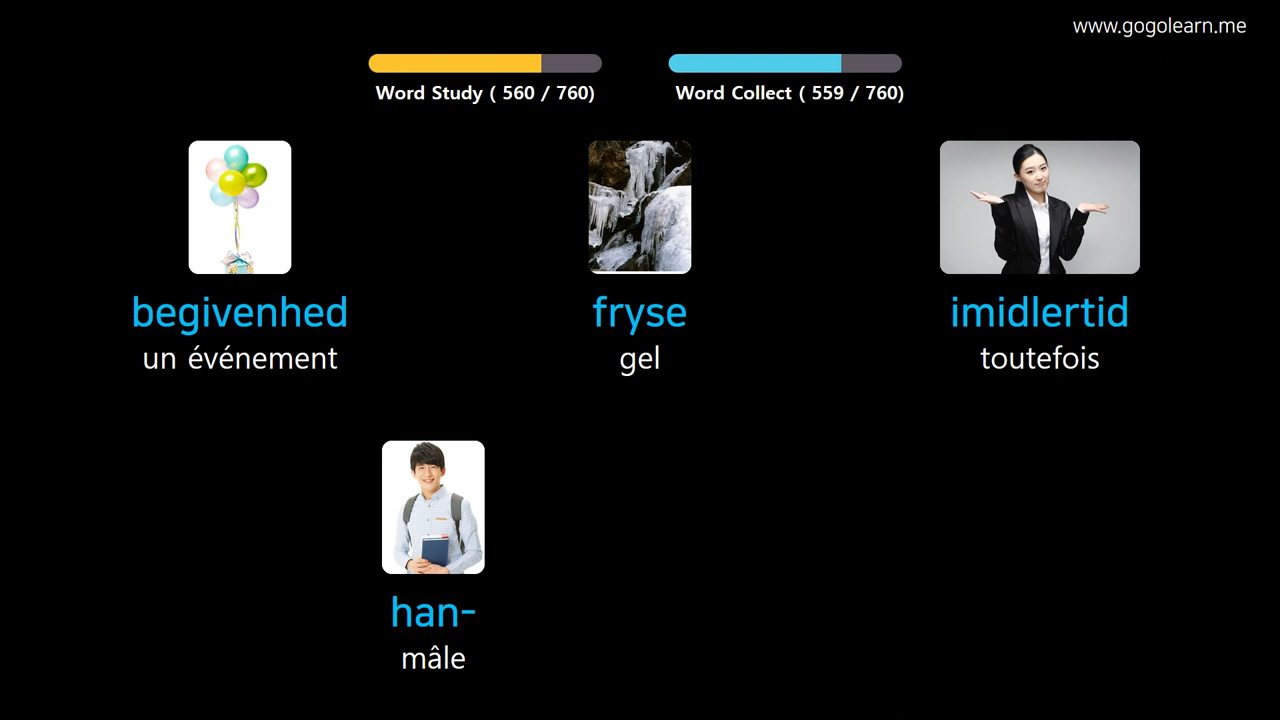 www.gogolearn.me
Word Study ( 560 / 760)
Word Collect ( 559 / 760)
begivenhed
un événement
fryse
gel
imidlertid
toutefois
han-
mâle